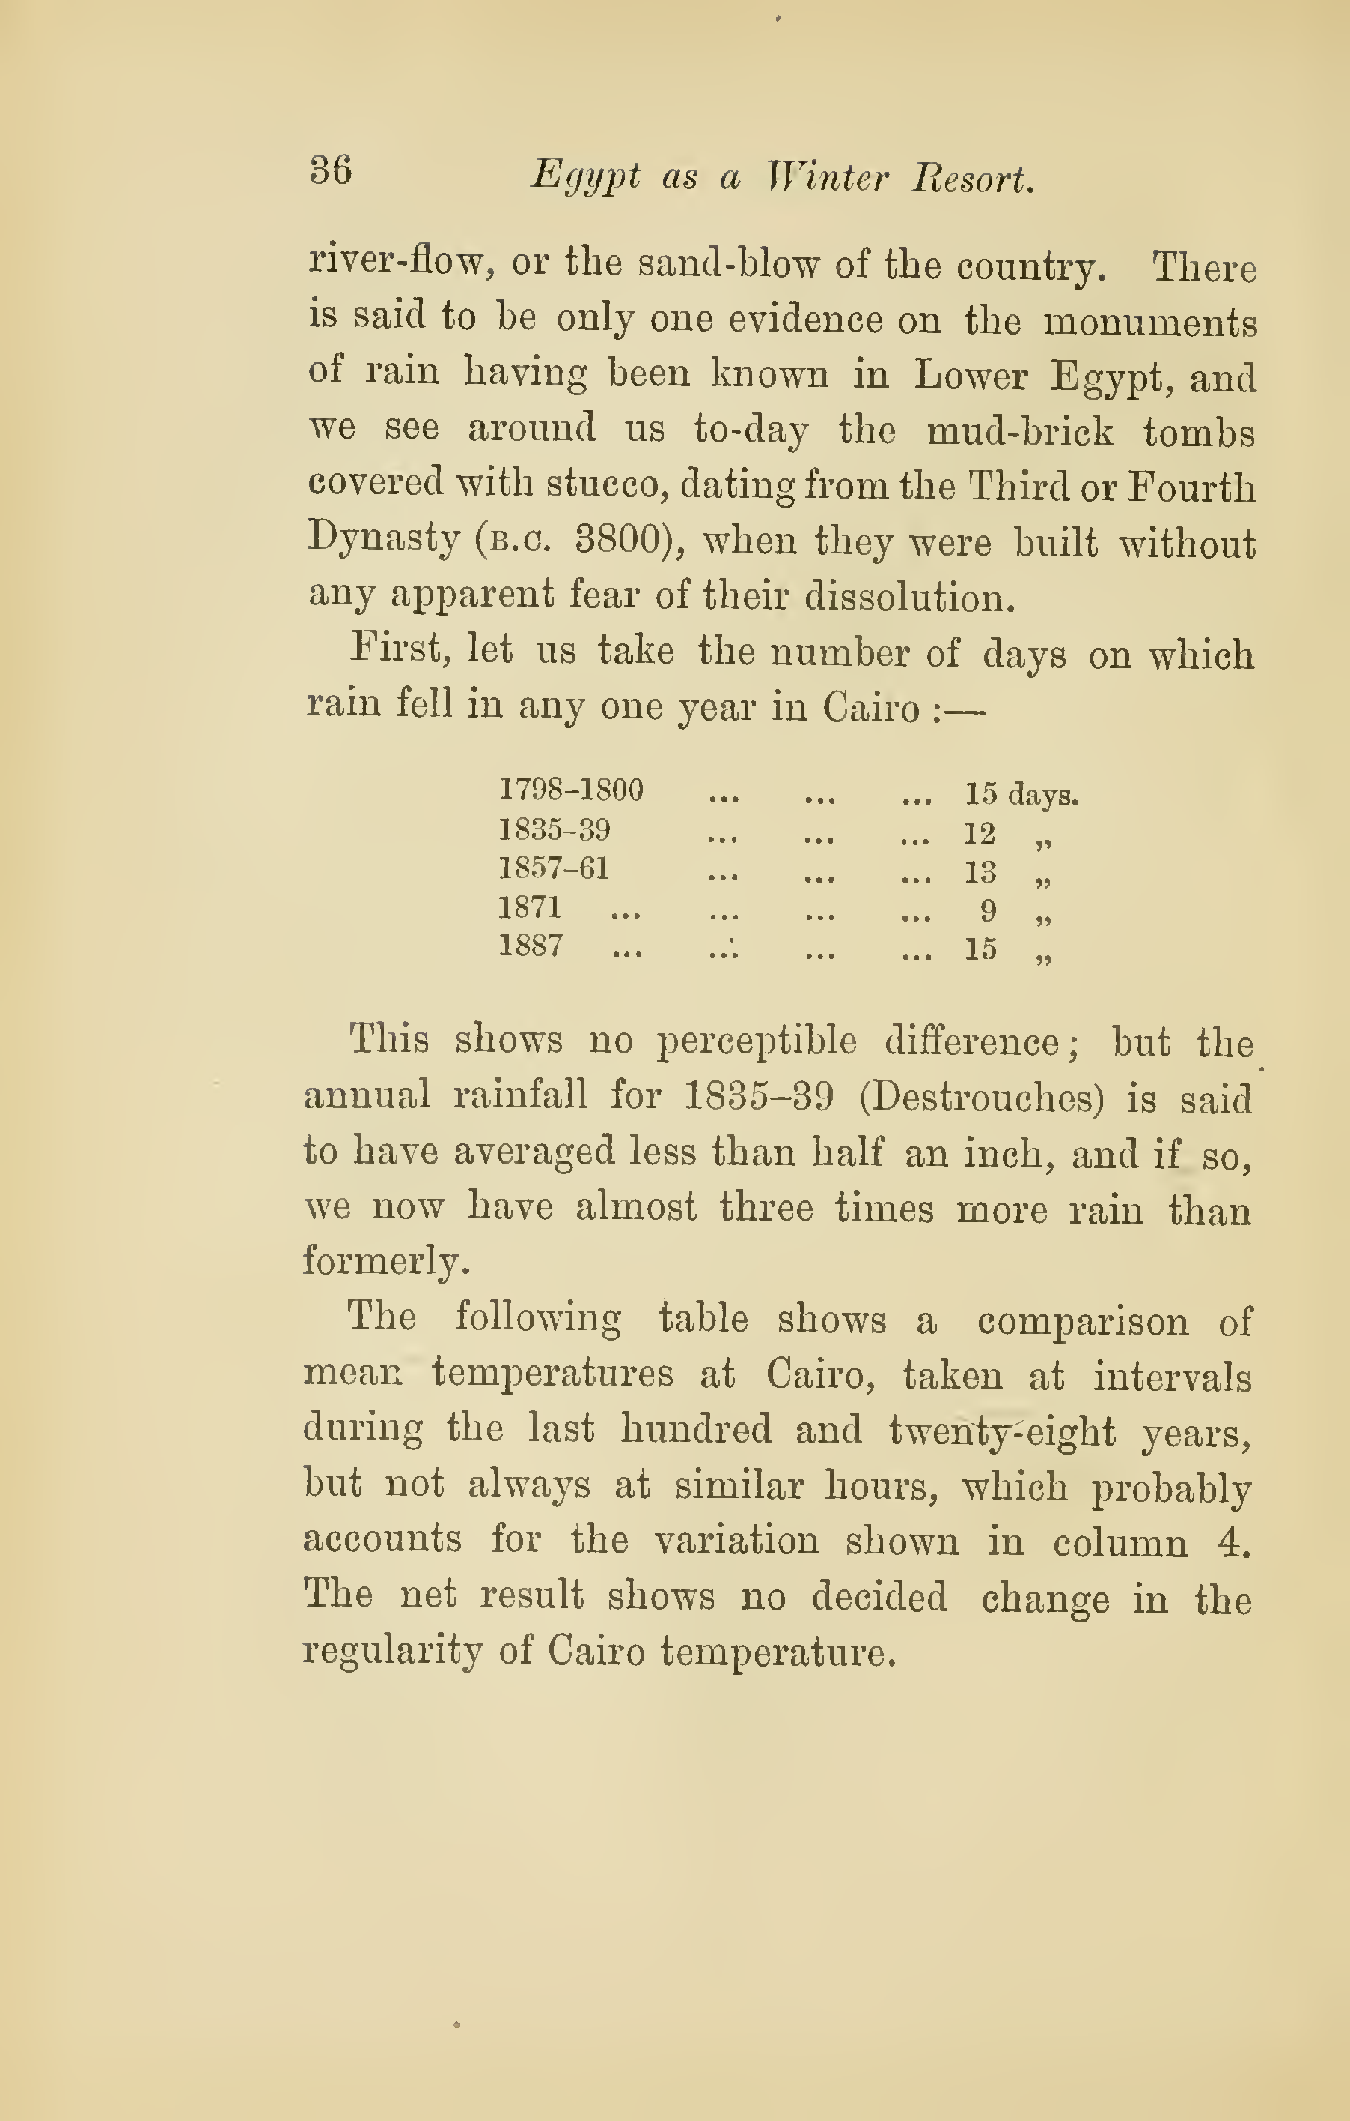 36 Egypt as a Winter Resort.
river-flow, or the sand-blow of the country. There
is said to be only one evidence on the monuments
of rain having been known in Lower Egypt, and
we see around us to-day the mud-brick tombs
covered with stucco, dating from the Third or Fourth
Dynasty (B.C. 3800), when they were built without
any apparent fear of their dissolution.
First, let us take the number of days on which
rain fell in any one year in Cairo :—
1798–1800 ... ... ... 15 days.
1835–39 ... ... ... 12 „
1857–61 ... ... ... 13 „
1871 ... ... ... ... 9 „
1887 ... ... ... ... 15 „
This shows no perceptible difference; but the
annual rainfall for 1835–39 (Destrouches) is said
to have averaged less than half an inch, and if so,
we now have almost three times more rain than
formerly.
The following table shows a comparison of
mean temperatures at Cairo, taken at intervals
during the last hundred and twenty-eight years,
but not always at similar hours, which probably
accounts for the variation shown in column 4.
The net result shows no decided change in the
regularity of Cairo temperature.